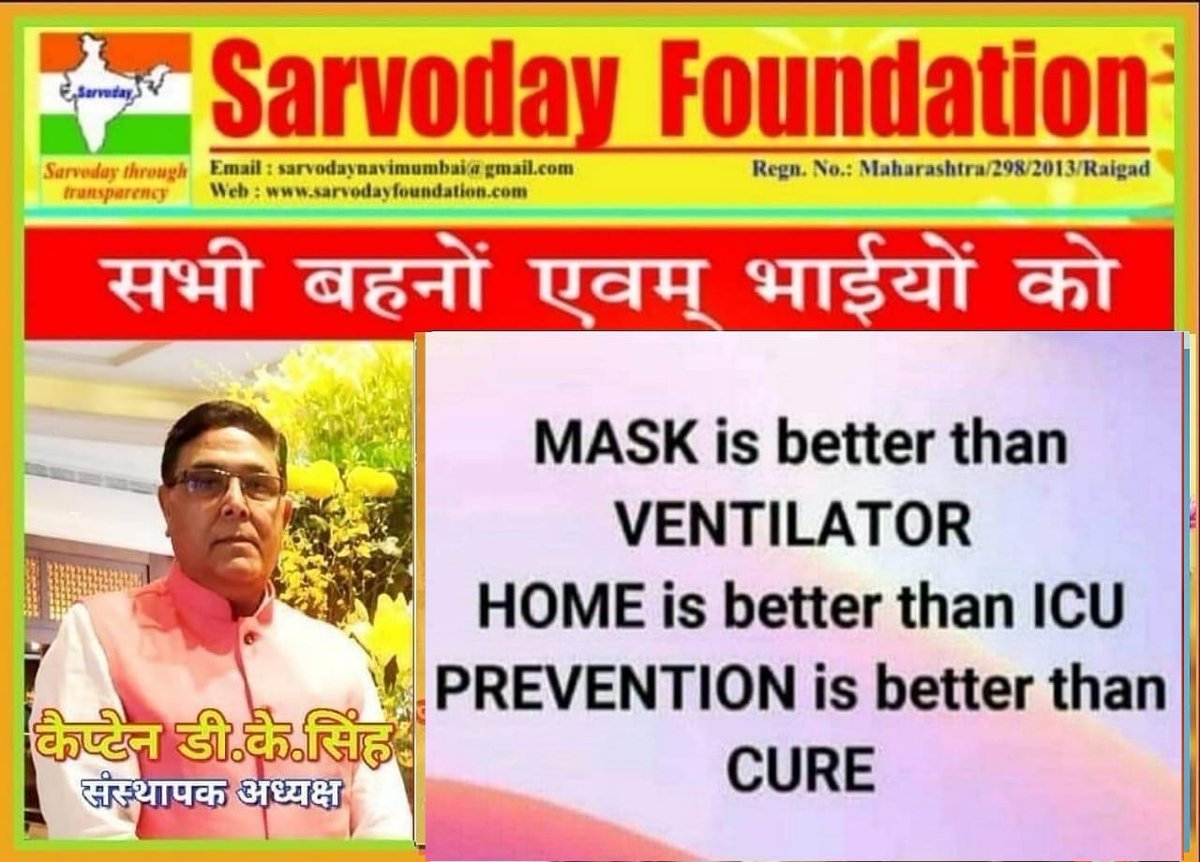 Sarvoday
Sarvoday through
transparency
Sarvoday Foundation
Email : sarvodaynavimumbai@gmail.com
Regn. No.: Maharashtra/298/2013/Raigad
Web : www.sarvodayfoundation.com
सभी बहनों एवम् भाईयों को
कैप्टेन डी.के.सिंह
संस्थापक अध्यक्ष
MASK is better than
VENTILATOR
HOME is better than ICU
PREVENTION is better than
CURE